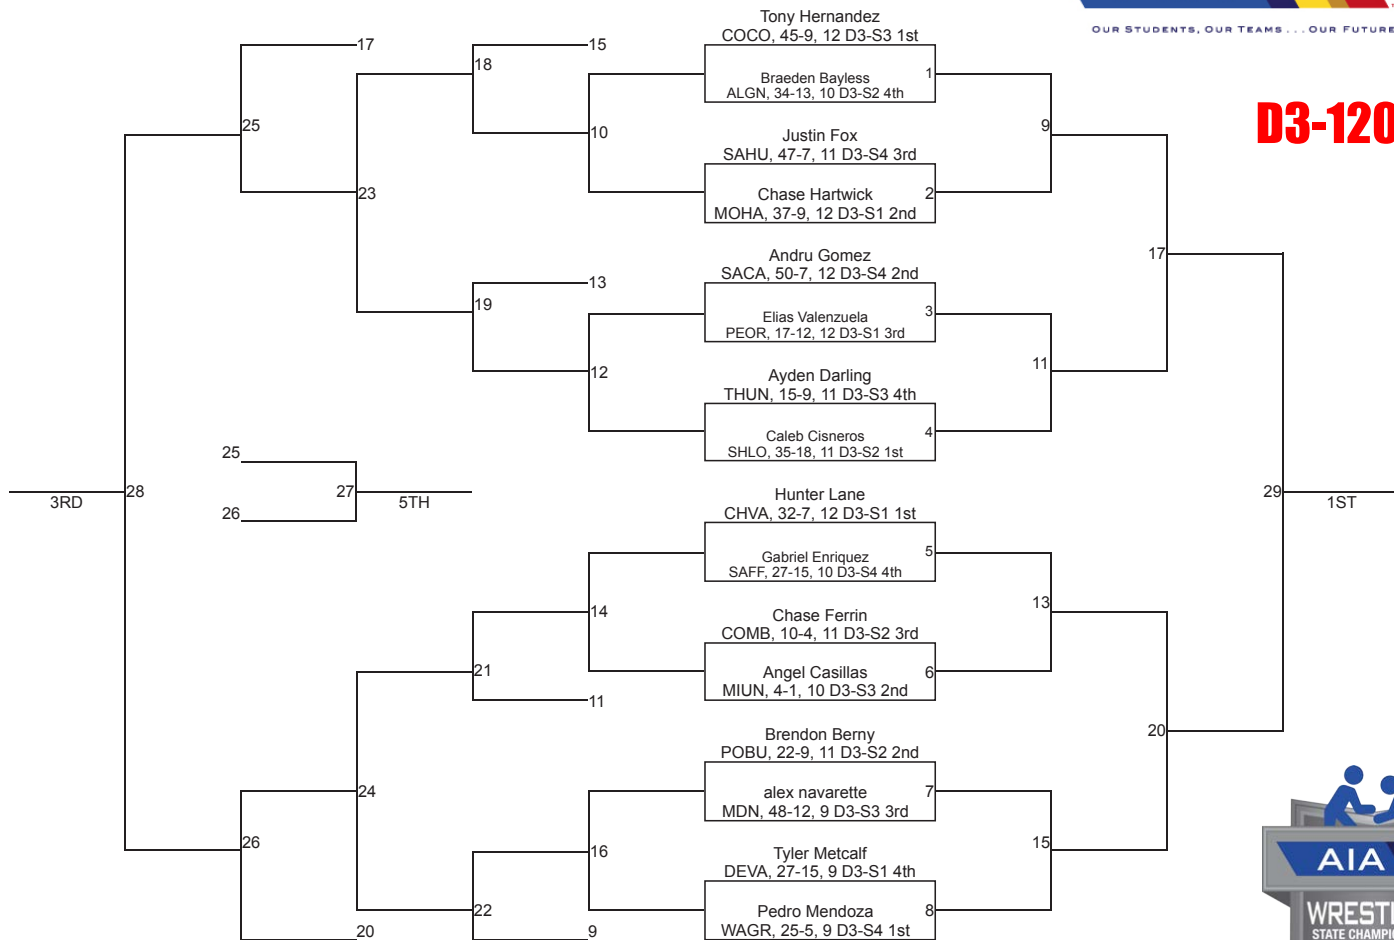 OUR STUDENTS, OUR TEAMS . . . OUR FUTURE
D3-120
Tony Hernandez
COCO, 45-9, 12 D3-S3 1st
Braeden Bayless
ALGN, 34-13, 10 D3-S2 4th
1
Justin Fox
SAHU, 47-7, 11 D3-S4 3rd
Chase Hartwick
MOHA, 37-9, 12 D3-S1 2nd
2
Andru Gomez
SACA, 50-7, 12 D3-S4 2nd
Elias Valenzuela
PEOR, 17-12, 12 D3-S1 3rd
3
Ayden Darling
THUN, 15-9, 11 D3-S3 4th
Caleb Cisneros
SHLO, 35-18, 11 D3-S2 1st
4
Hunter Lane
CHVA, 32-7, 12 D3-S1 1st
Gabriel Enriquez
SAFF, 27-15, 10 D3-S4 4th
5
Chase Ferrin
COMB, 10-4, 11 D3-S2 3rd
Angel Casillas
MIUN, 4-1, 10 D3-S3 2nd
6
Brendon Berny
POBU, 22-9, 11 D3-S2 2nd
alex navarette
MDN, 48-12, 9 D3-S3 3rd
7
Tyler Metcalf
DEVA, 27-15, 9 D3-S1 4th
Pedro Mendoza
WAGR, 25-5, 9 D3-S4 1st
8
9
11
13
15
17
20
29
1ST
15
10
13
12
14
11
16
9
18
19
21
22
17
23
24
20
25
26
28
3RD
25
26
27
5TH
AIA
WRESTL
STATE CHAMPIO